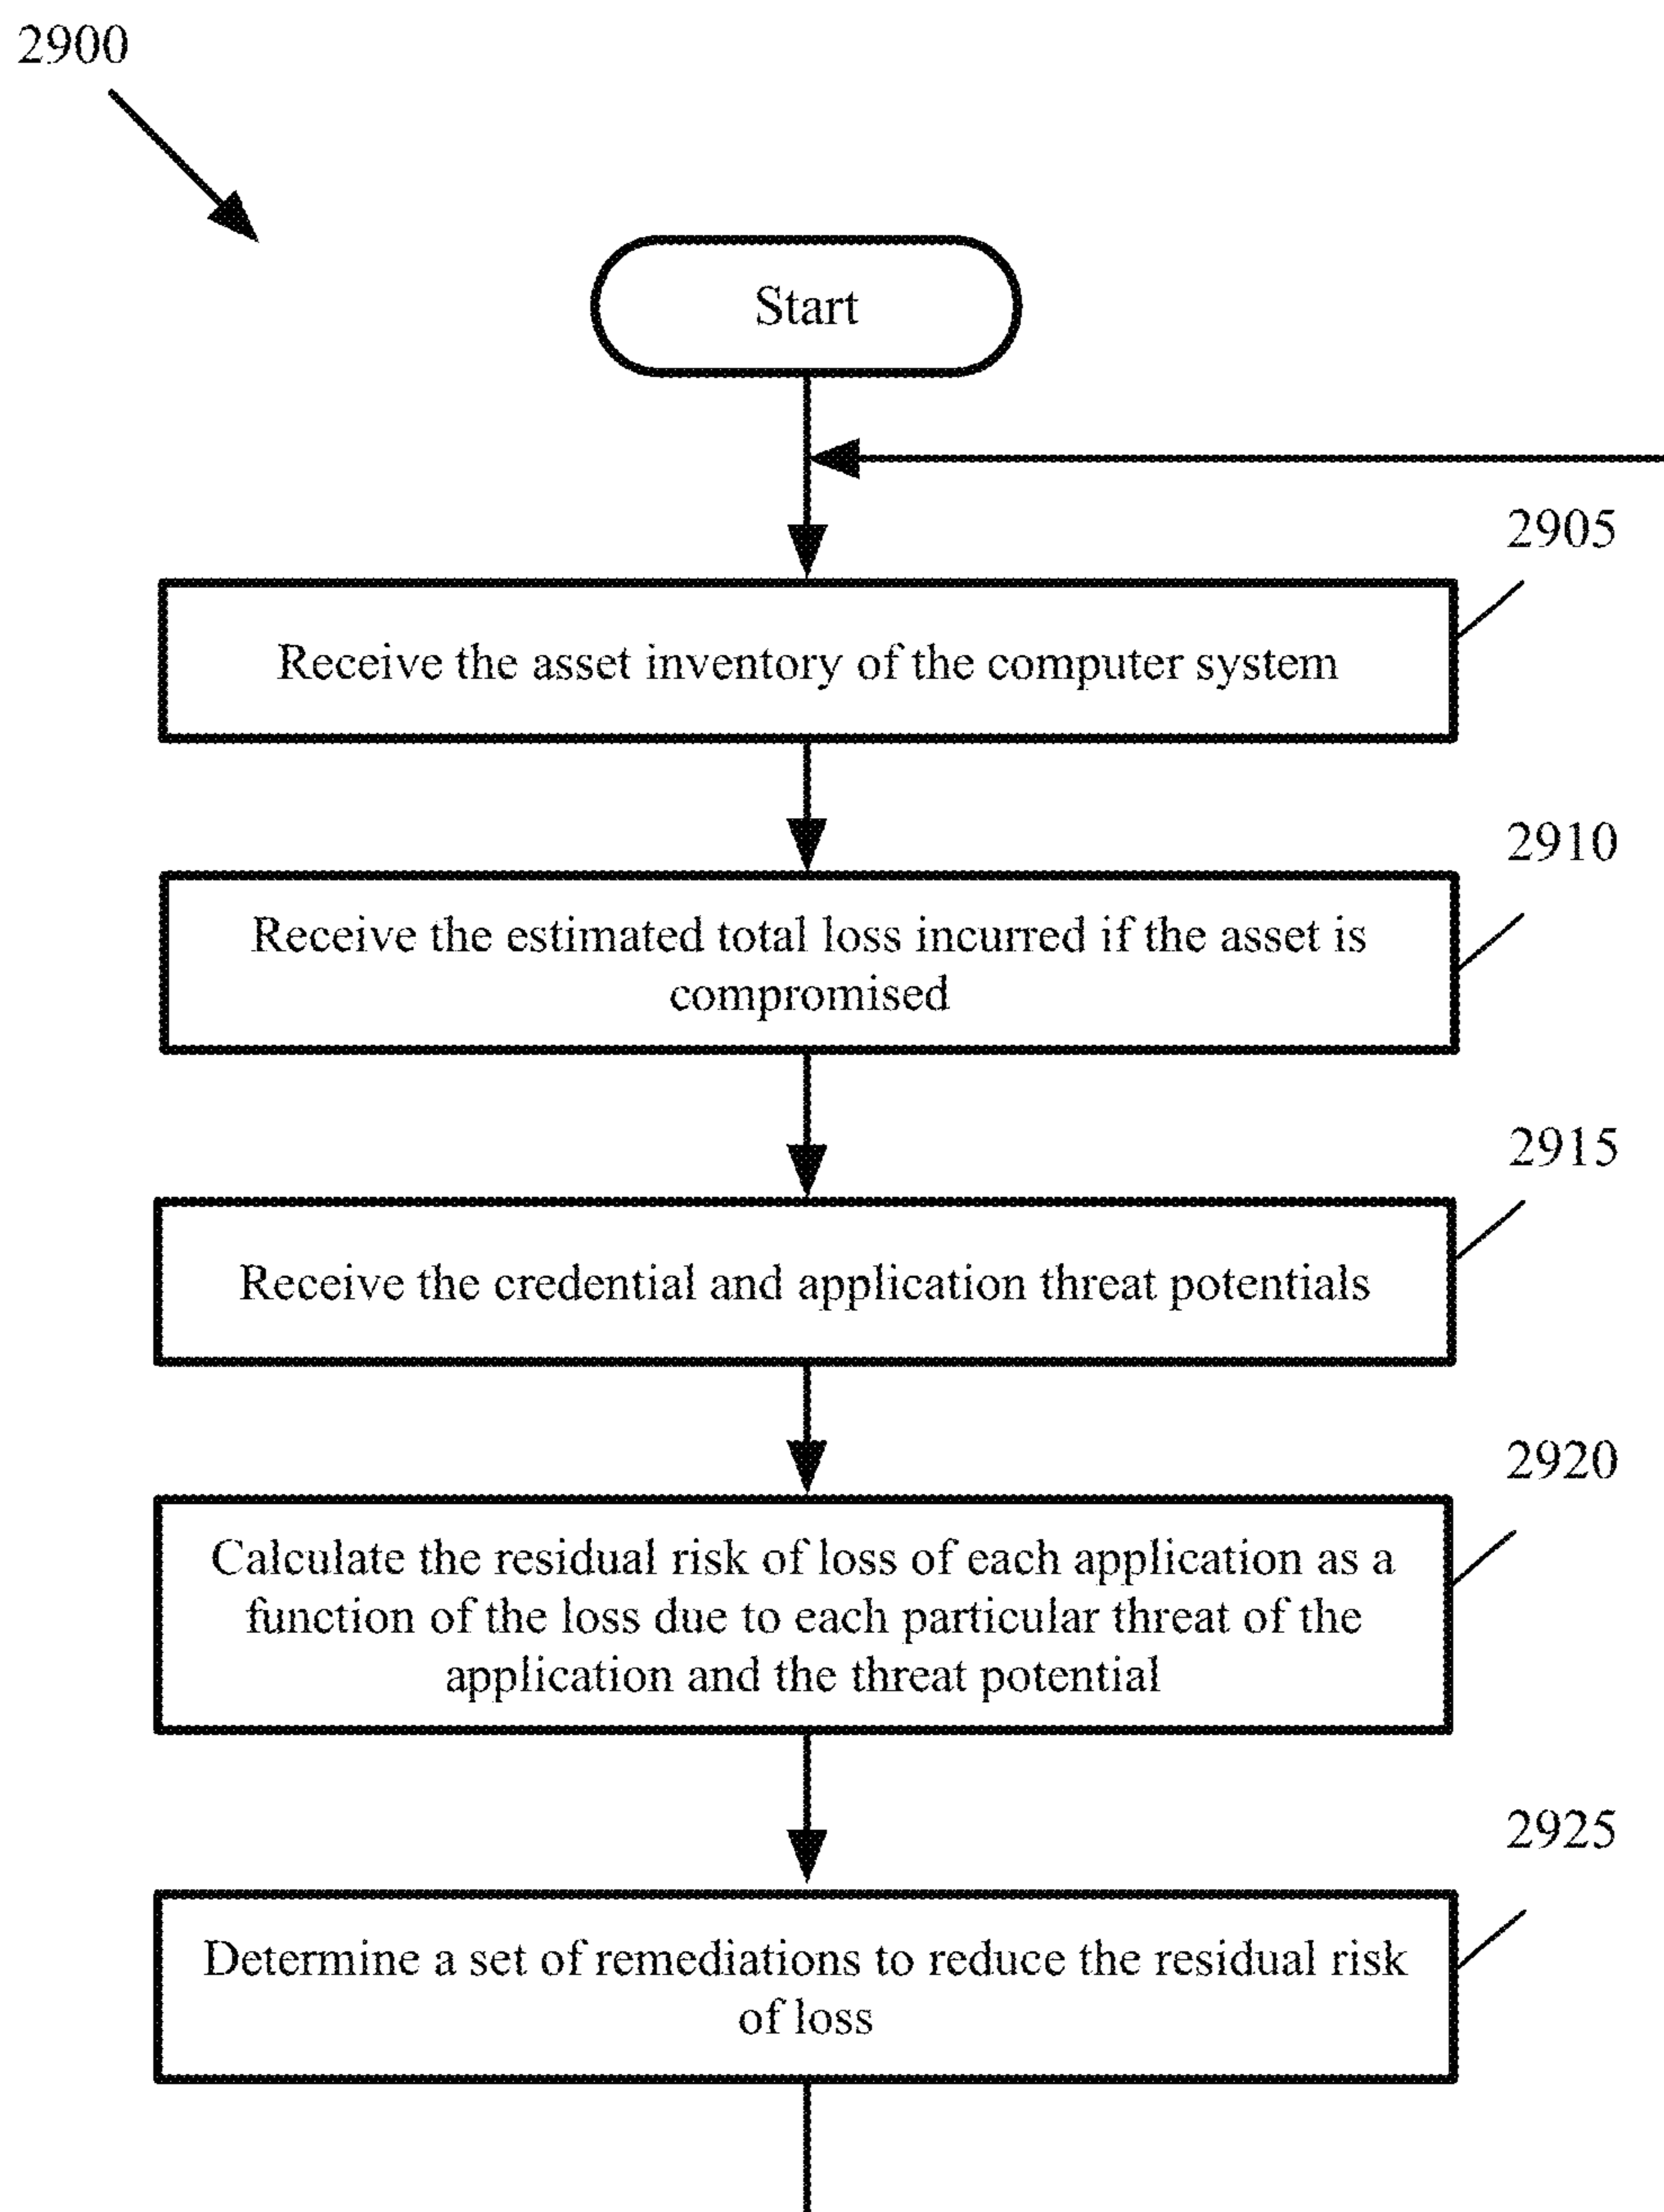 2900
Start
2905
Receive the asset inventory of the computer system
2910
Receive the estimated total loss incurred if the asset is
compromised
2915
Receive the credential and application threat potentials
2920
Calculate the residual risk of loss of each application as a
function of the loss due to each particular threat of the
application and the threat potential
2925
Determine a set of remediations to reduce the residual risk
of loss